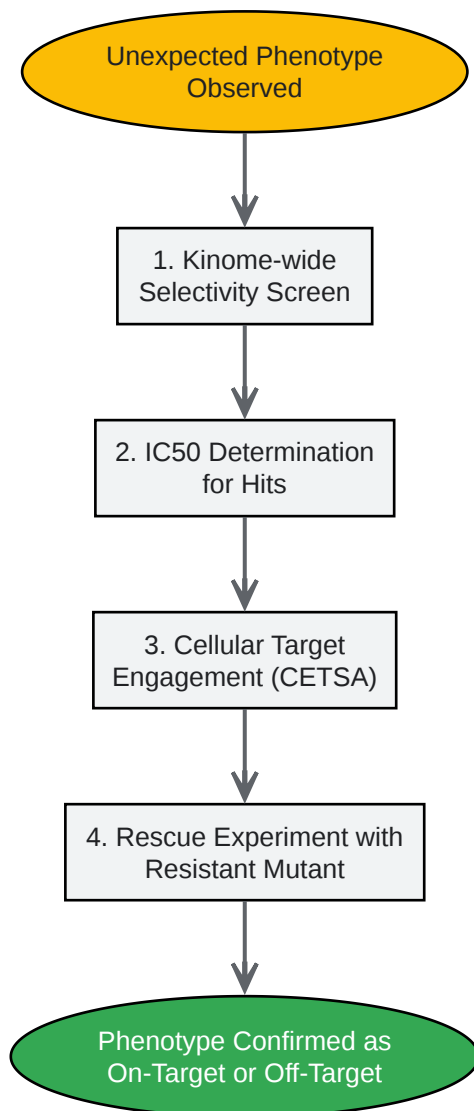 Unexpected Phenotype
Observed
1. Kinome-wide
Selectivity Screen
2. IC50 Determination
for Hits
3. Cellular Target
Engagement (CETSA)
4. Rescue Experiment with
Resistant Mutant
Phenotype Confirmed as
On-Target or Off-Target